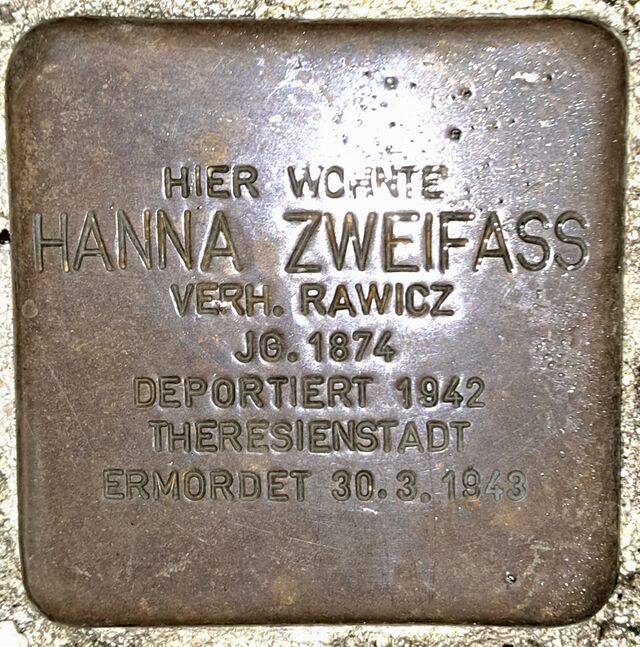 HIER WOHNTE
HANNA ZWEIFASS
VERH. RAWICZ
JG. 1874
DEPORTIERT 1942
THERESIENSTADT
ERMORDET 30.3.1943